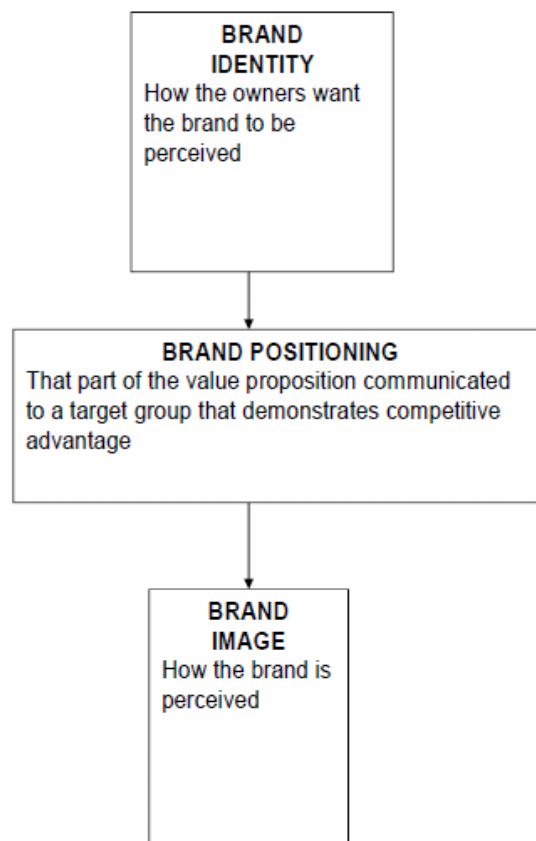 BRAND
IDENTITY
How the owners want
the brand to be
perceived
BRAND POSITIONING
That part of the value proposition communicated
to a target group that demonstrates competitive
advantage
BRAND
IMAGE
How the brand is
perceived